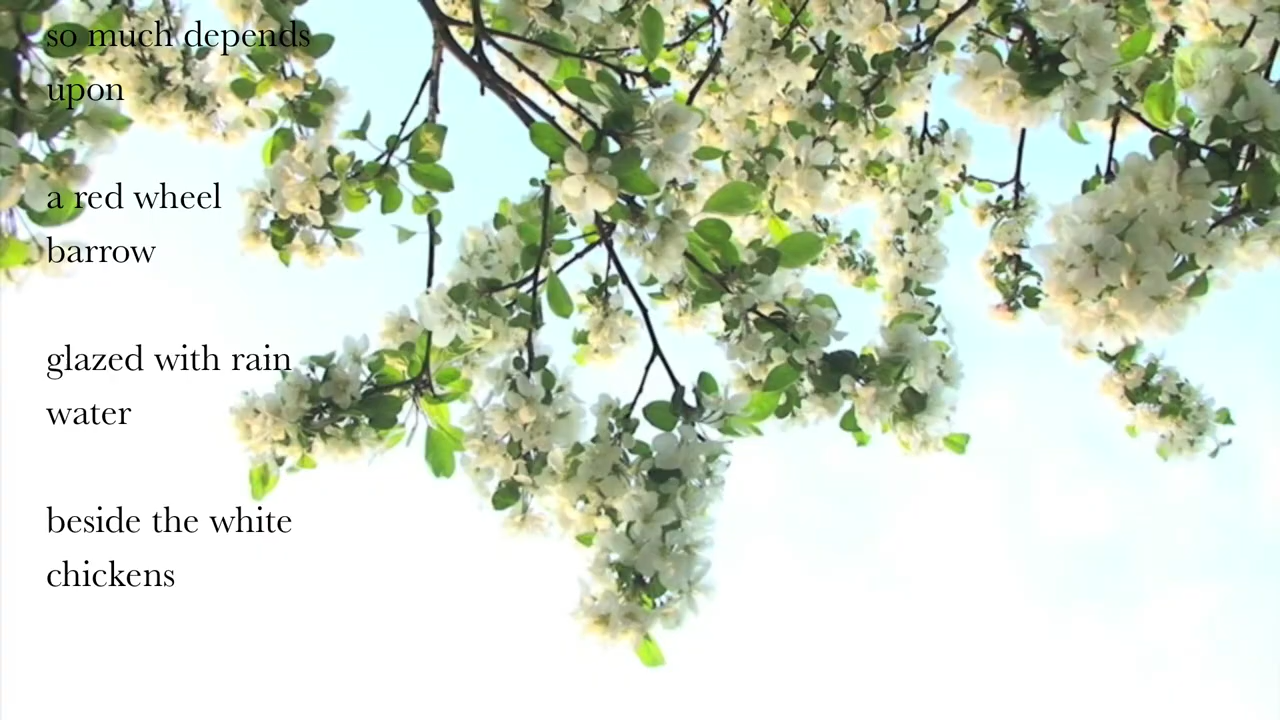 so much depends
upon
a red wheel
barrow
glazed with rain
water
beside the white
chickens